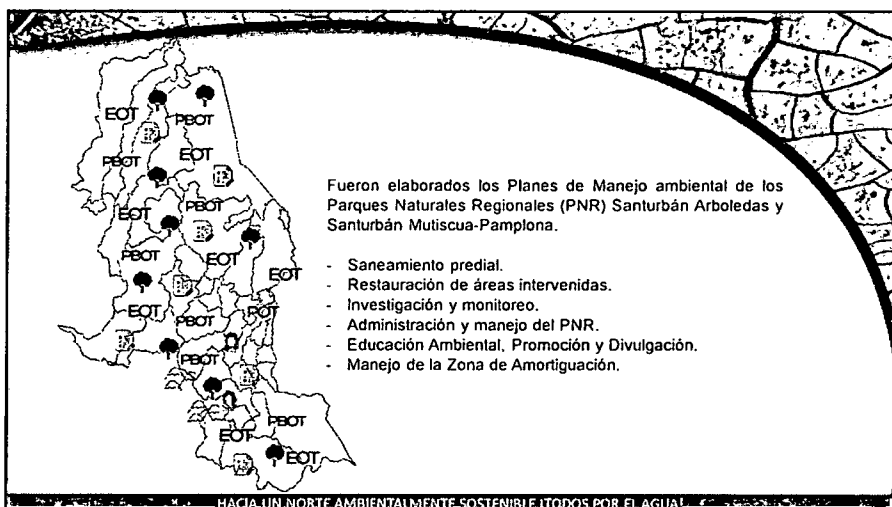 EOT
PBOT
EOT
PBOT
PBOT
EOT
PBOT
EOT
EOT
EOT
POT
PBOT
PBOT
PBOT
EOT
EOT
Fueron elaborados los Planes de Manejo ambiental de los
Parques Naturales Regionales (PNR) Santurbán Arboledas y
Santurbán Mutiscua-Pamplona.
- Saneamiento predial.
- Restauración de áreas intervenidas.
- Investigación y monitoreo.
- Administración y manejo del PNR.
- Educación Ambiental, Promoción y Divulgación.
- Manejo de la Zona de Amortiguación.
HACIA UN NORTE AMBIENTALMENTE SOSTENIBLE ¡TODOS POR EL AGUA!